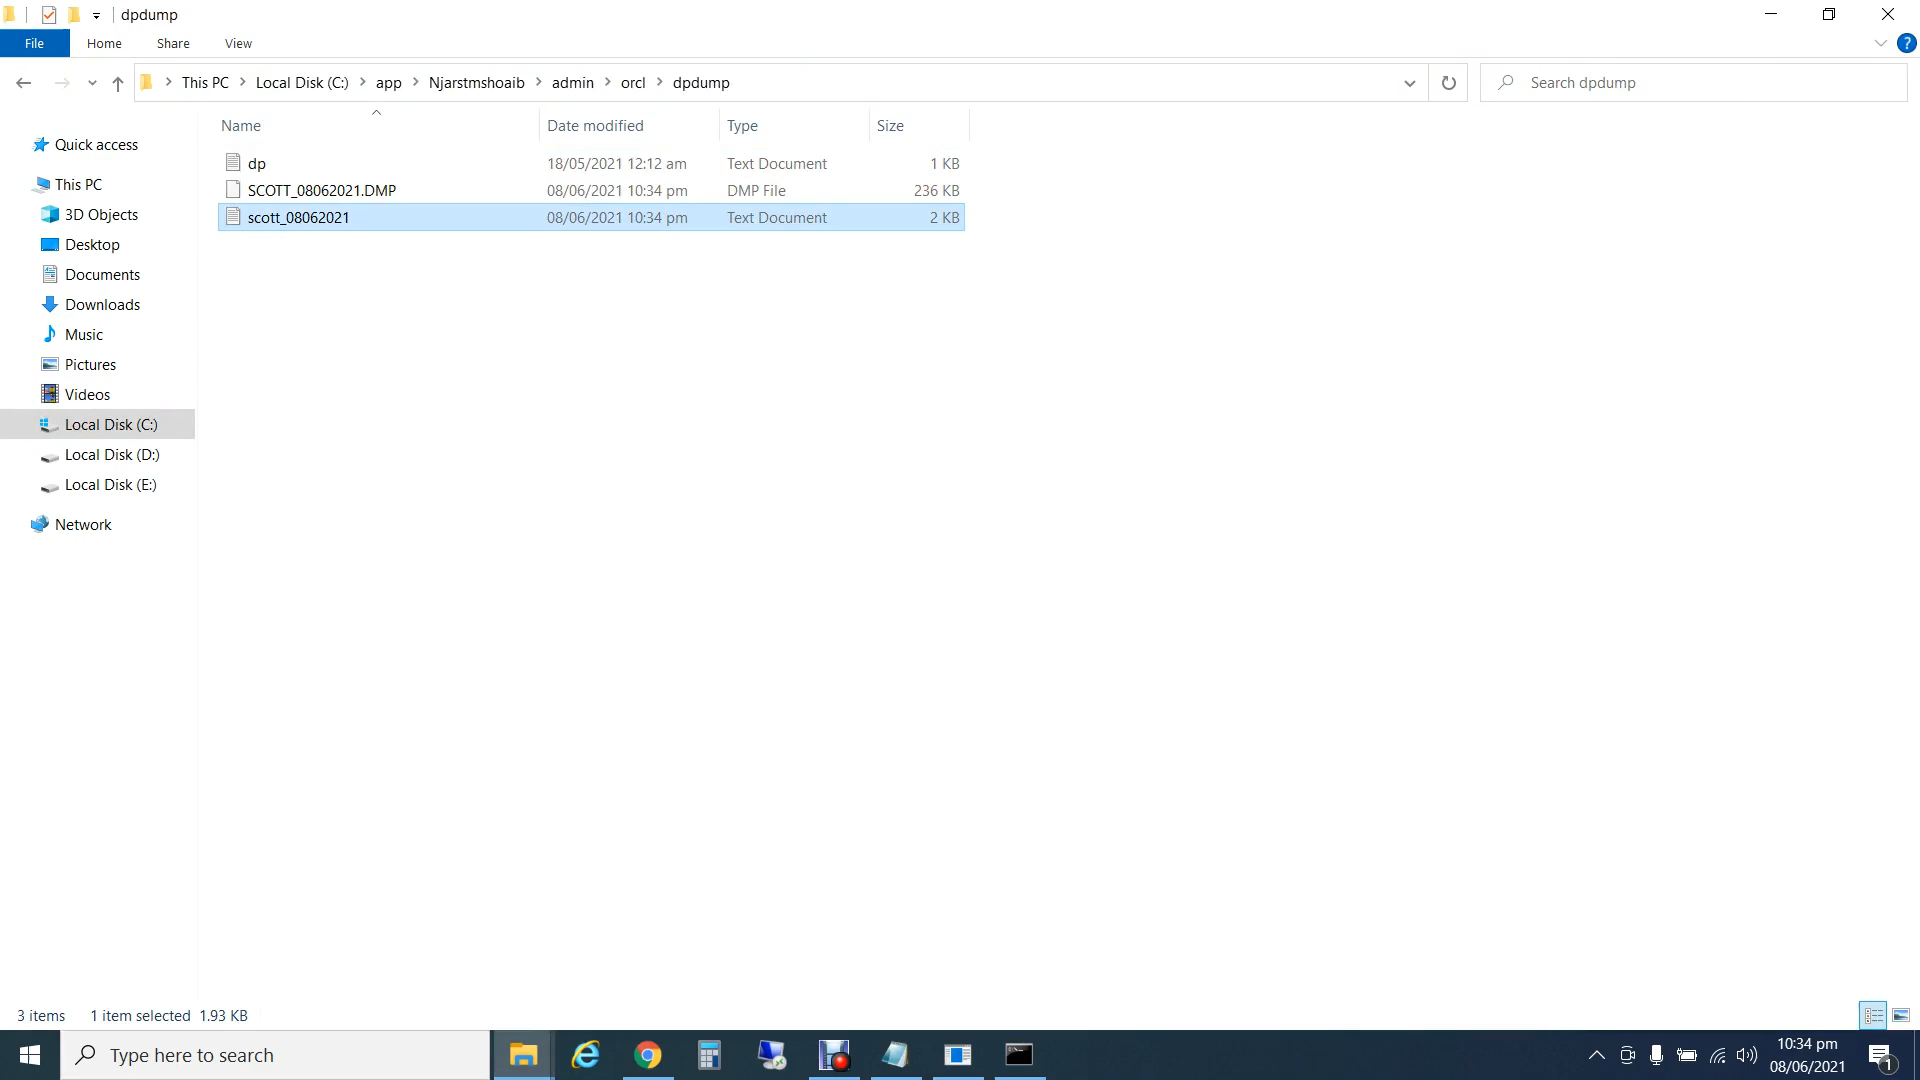 dpdump
File Home Share View
This PC Local Disk (C:) app Njarstmshoaib admin orcl dpdump
Search dpdump
Name Date modified Type Size
dp 18/05/2021 12:12 am Text Document 1 KB
SCOTT_08062021.DMP 08/06/2021 10:34 pm DMP File 236 KB
scott_08062021 08/06/2021 10:34 pm Text Document 2 KB
Quick access
This PC
3D Objects
Desktop
Documents
Downloads
Music
Pictures
Videos
Local Disk (C:)
Local Disk (D:)
Local Disk (E:)
Network
3 items 1 item selected 1.93 KB
Type here to search
10:34 pm
08/06/2021
1